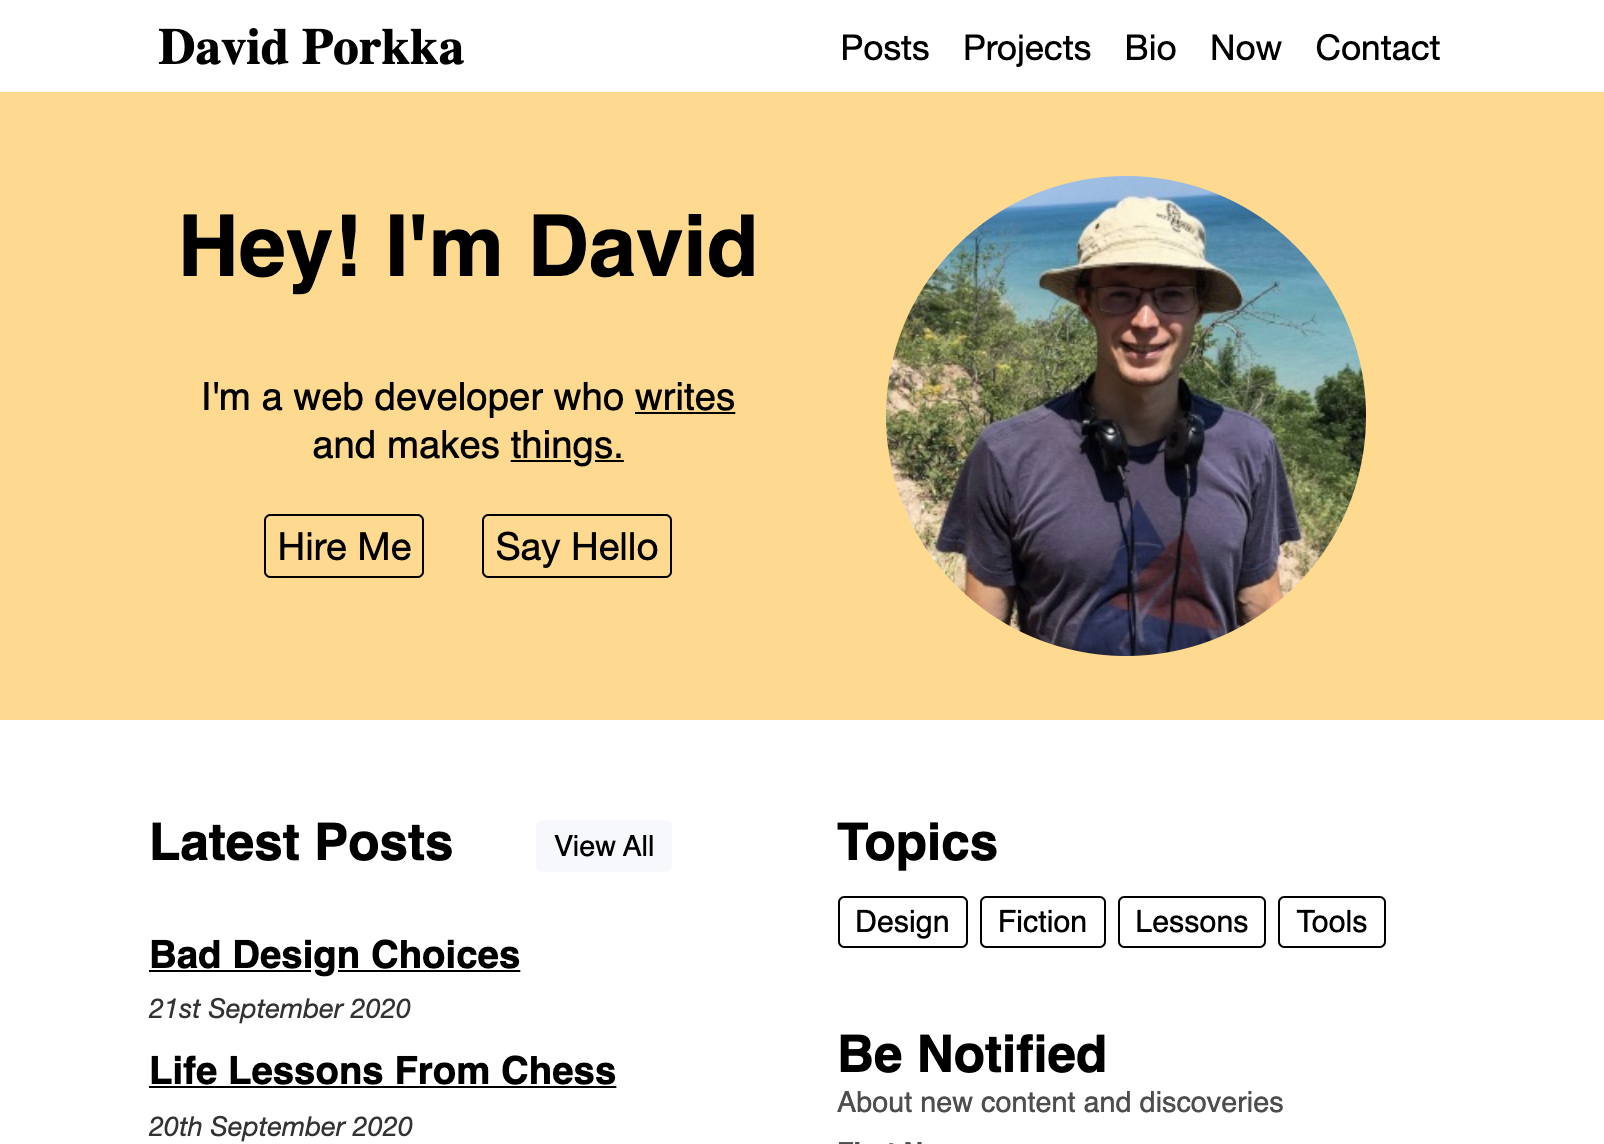 David Porkka
Posts Projects Bio Now Contact
Hey! I'm David
I'm a web developer who writes
and makes things.
Hire Me Say Hello
Latest Posts View All
Bad Design Choices
21st September 2020
Life Lessons From Chess
20th September 2020
Topics
Design Fiction Lessons Tools
Be Notified
About new content and discoveries